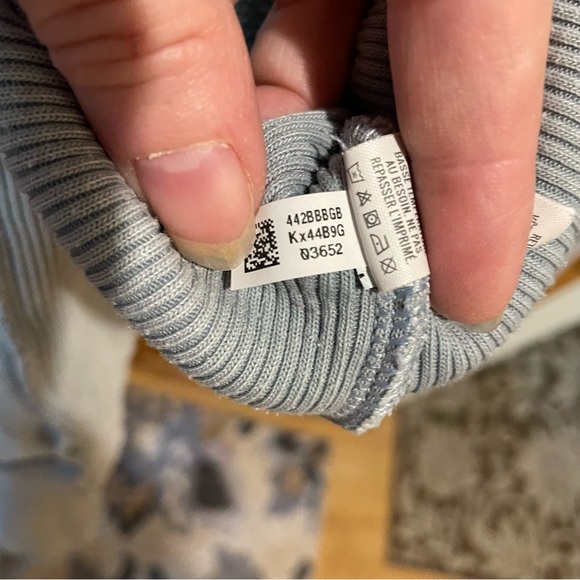 442BBBGB
Kx44B9G
03652
AU BESOIN. NE PAS
REPASSER L'IMPRIMÉ